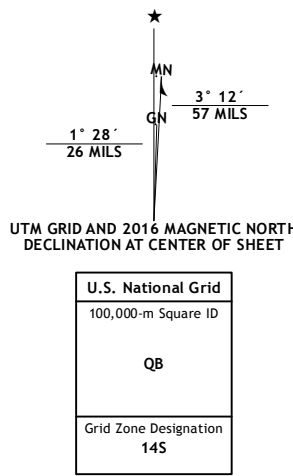 MN
3° 12´
57 MILS
GN
1° 28´
26 MILS
UTM GRID AND 2016 MAGNETIC NORTH
DECLINATION AT CENTER OF SHEET
U.S. National Grid
100,000-m Square ID
QB
Grid Zone Designation
14S